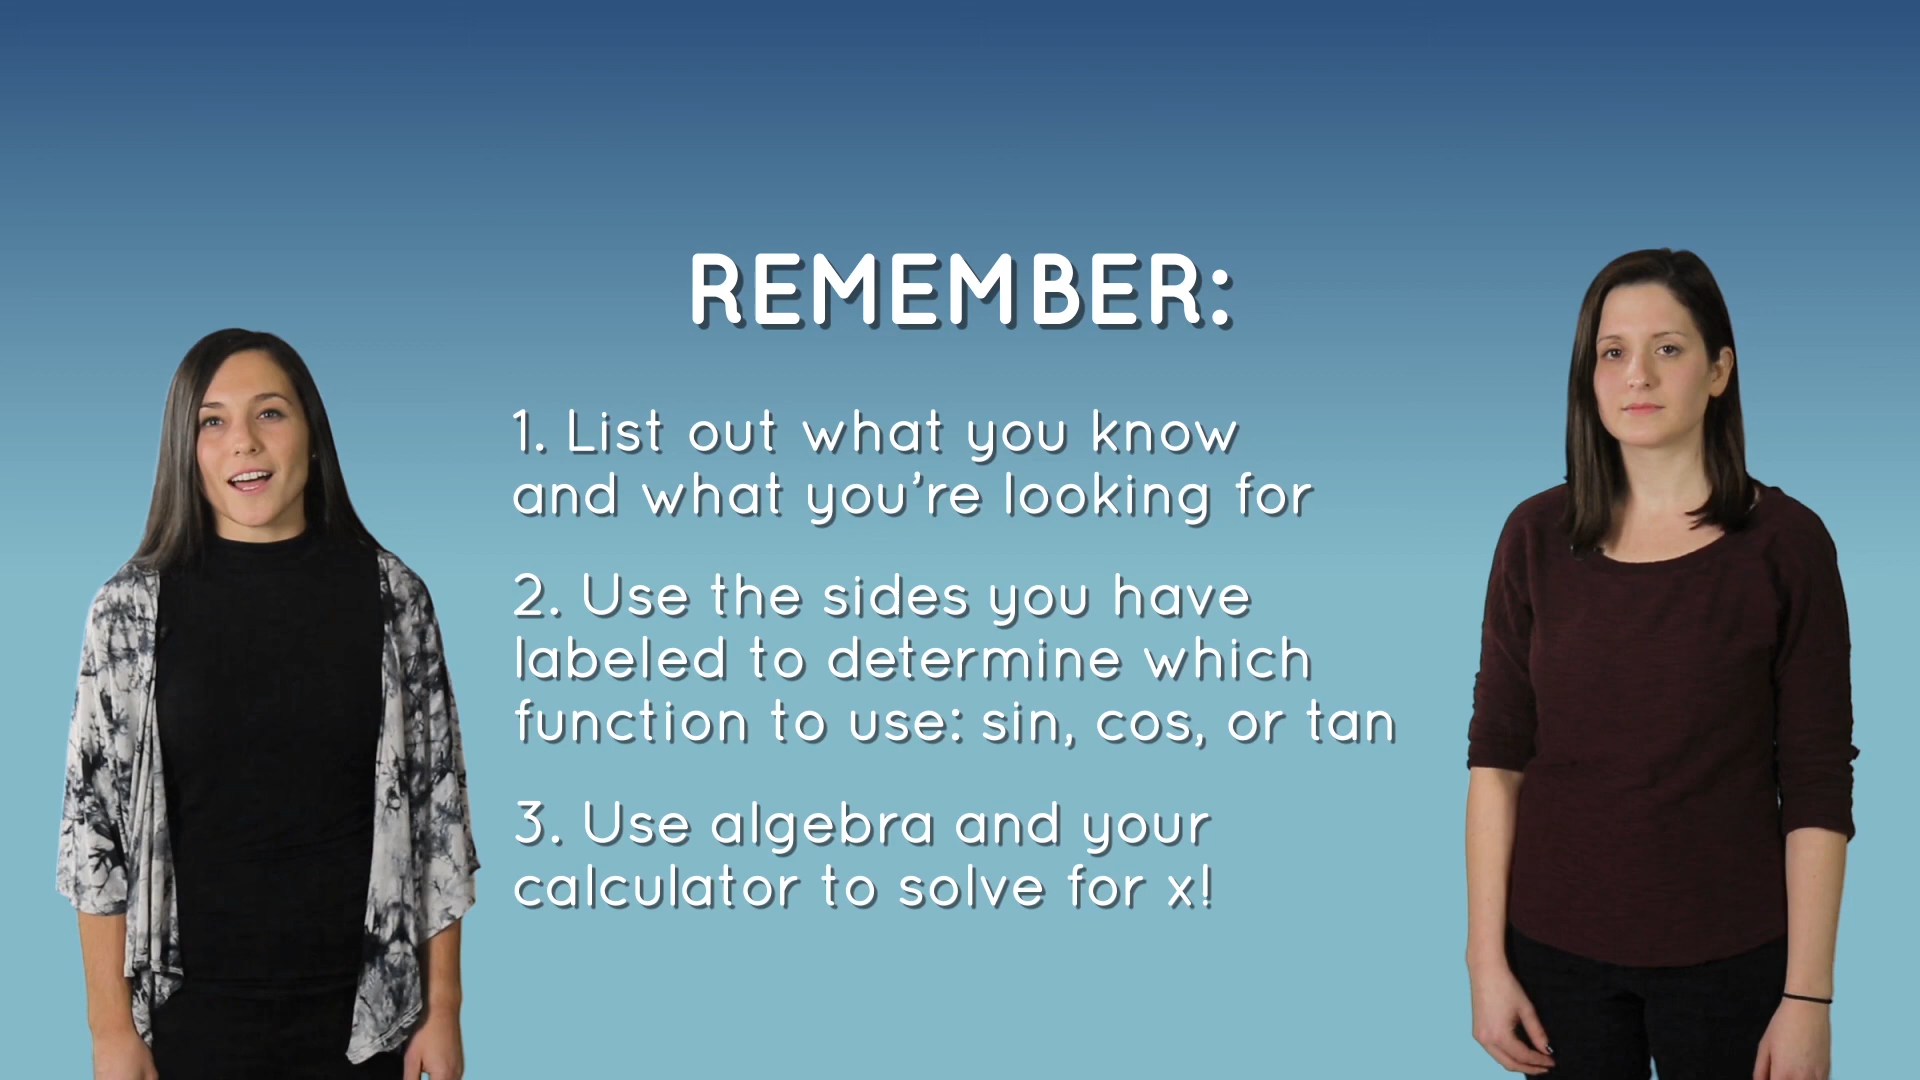 REMEMBER:
1. List out what you know
and what you're looking for
2. Use the sides you have
labeled to determine which
function to use: sin, cos, or tan
3. Use algebra and your
calculator to solve for x!